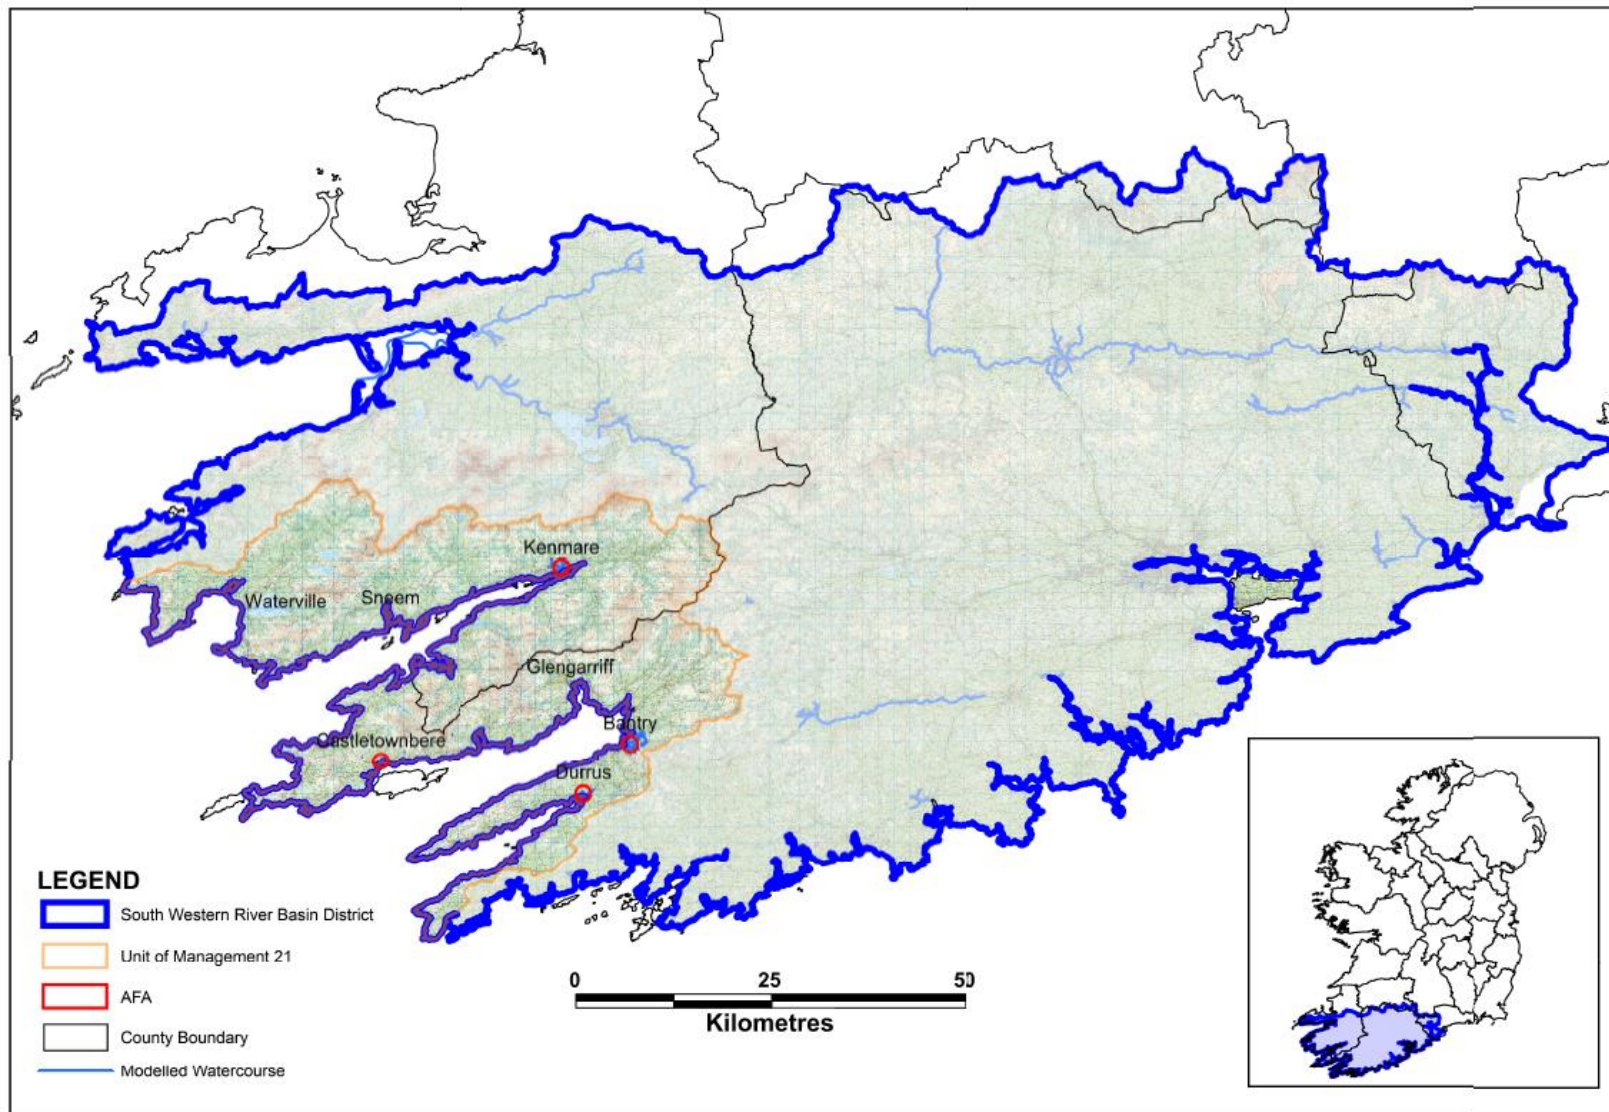 Kenmare
Waterville
Sneem
Glengarriff
Bantry
Castletownbere
Durrus
LEGEND
South Western River Basin District
Unit of Management 21
AFA
County Boundary
Modelled Watercourse
0 25 50
Kilometres